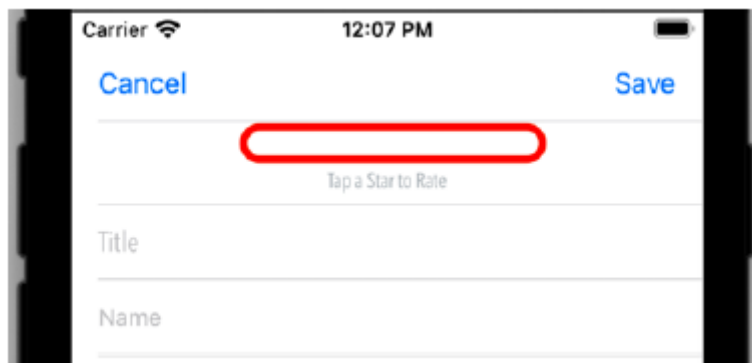 Carrier 12:07 PM
Cancel Save
Tap a Star to Rate
Title
Name